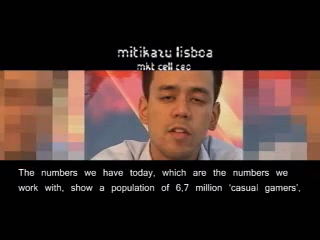 mitikazu lisboa
mkt cell ceo
The numbers we have today, which are the numbers we
work with, show a population of 6,7 million 'casual gamers',